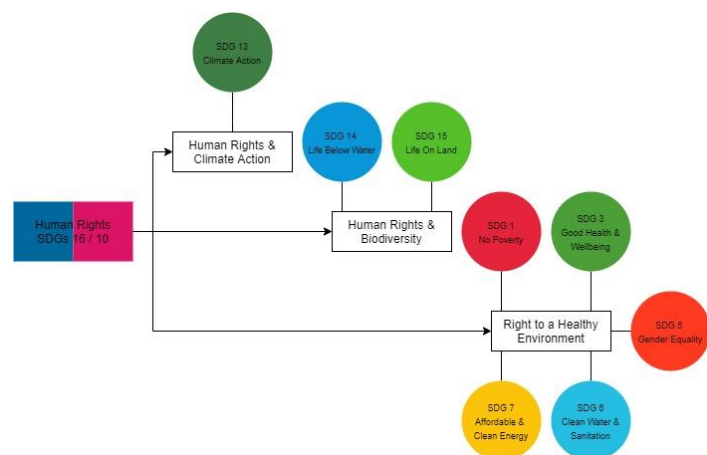 SDG 13
Climate Action
Human Rights &
Climate Action
SDG 14
Life Below Water
SDG 15
Life On Land
Human Rights
SDGs 16 / 10
Human Rights &
Biodiversity
SDG 1
No Poverty
SDG 3
Good Health &
Wellbeing
Right to a Healthy
Environment
SDG 5
Gender Equality
SDG 7
Affordable &
Clean Energy
SDG 6
Clean Water &
Sanitation